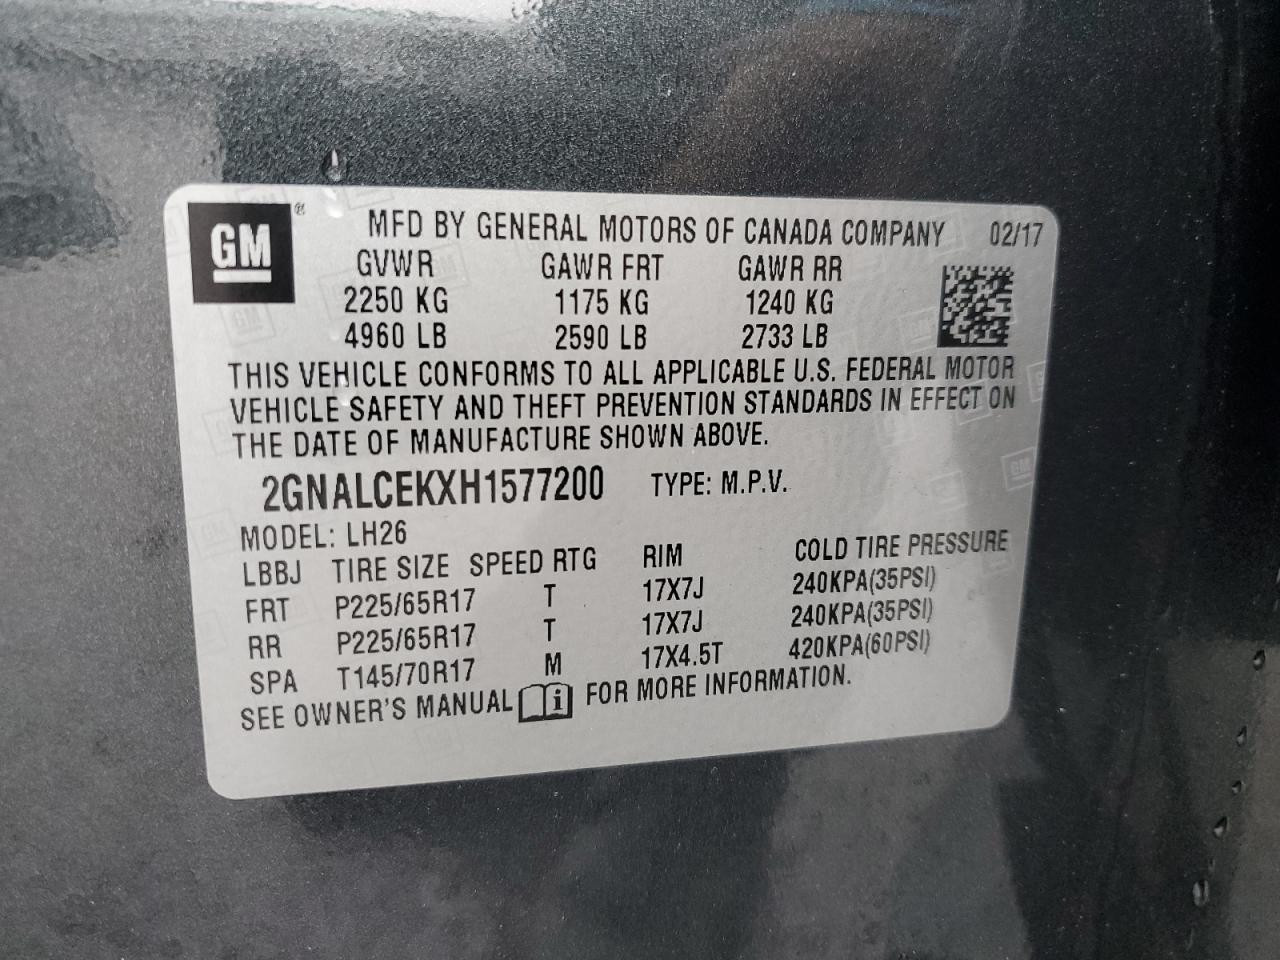 GM ® MFD BY GENERAL MOTORS OF CANADA COMPANY 02/17
GVWR GAWR FRT GAWR RR
2250 KG 1175 KG 1240 KG
4960 LB 2590 LB 2733 LB
THIS VEHICLE CONFORMS TO ALL APPLICABLE U.S. FEDERAL MOTOR
VEHICLE SAFETY AND THEFT PREVENTION STANDARDS IN EFFECT ON
THE DATE OF MANUFACTURE SHOWN ABOVE.
2GNALCEKXH1577200 TYPE: M.P.V.
MODEL: LH26
LBBJ TIRE SIZE SPEED RTG RIM COLD TIRE PRESSURE
FRT P225/65R17 T 17X7J 240KPA(35PSI)
RR P225/65R17 T 17X7J 240KPA(35PSI)
SPA T145/70R17 M 17X4.5T 420KPA(60PSI)
SEE OWNER'S MANUAL i FOR MORE INFORMATION.